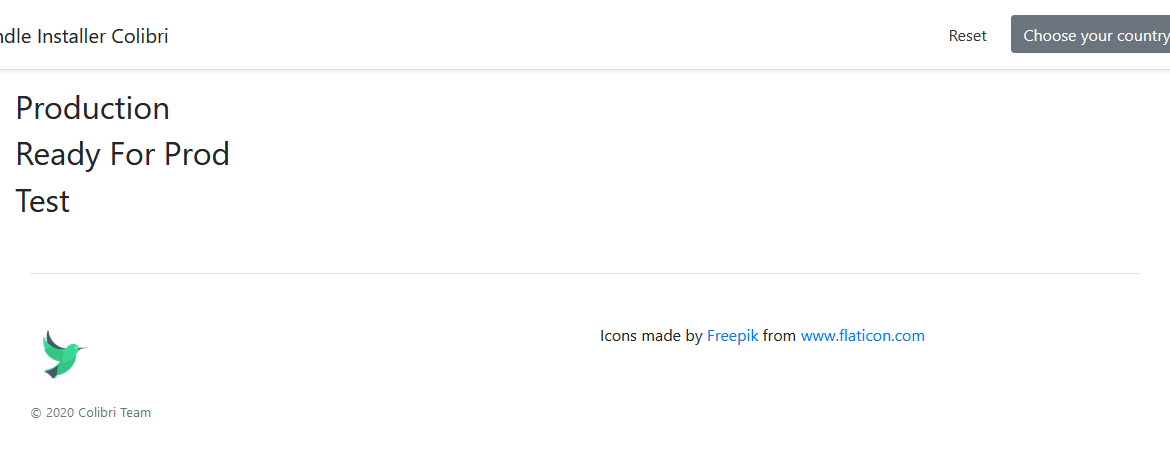 ndle Installer Colibri
Reset
Choose your country
Production
Ready For Prod
Test
Icons made by Freepik from www.flaticon.com
© 2020 Colibri Team